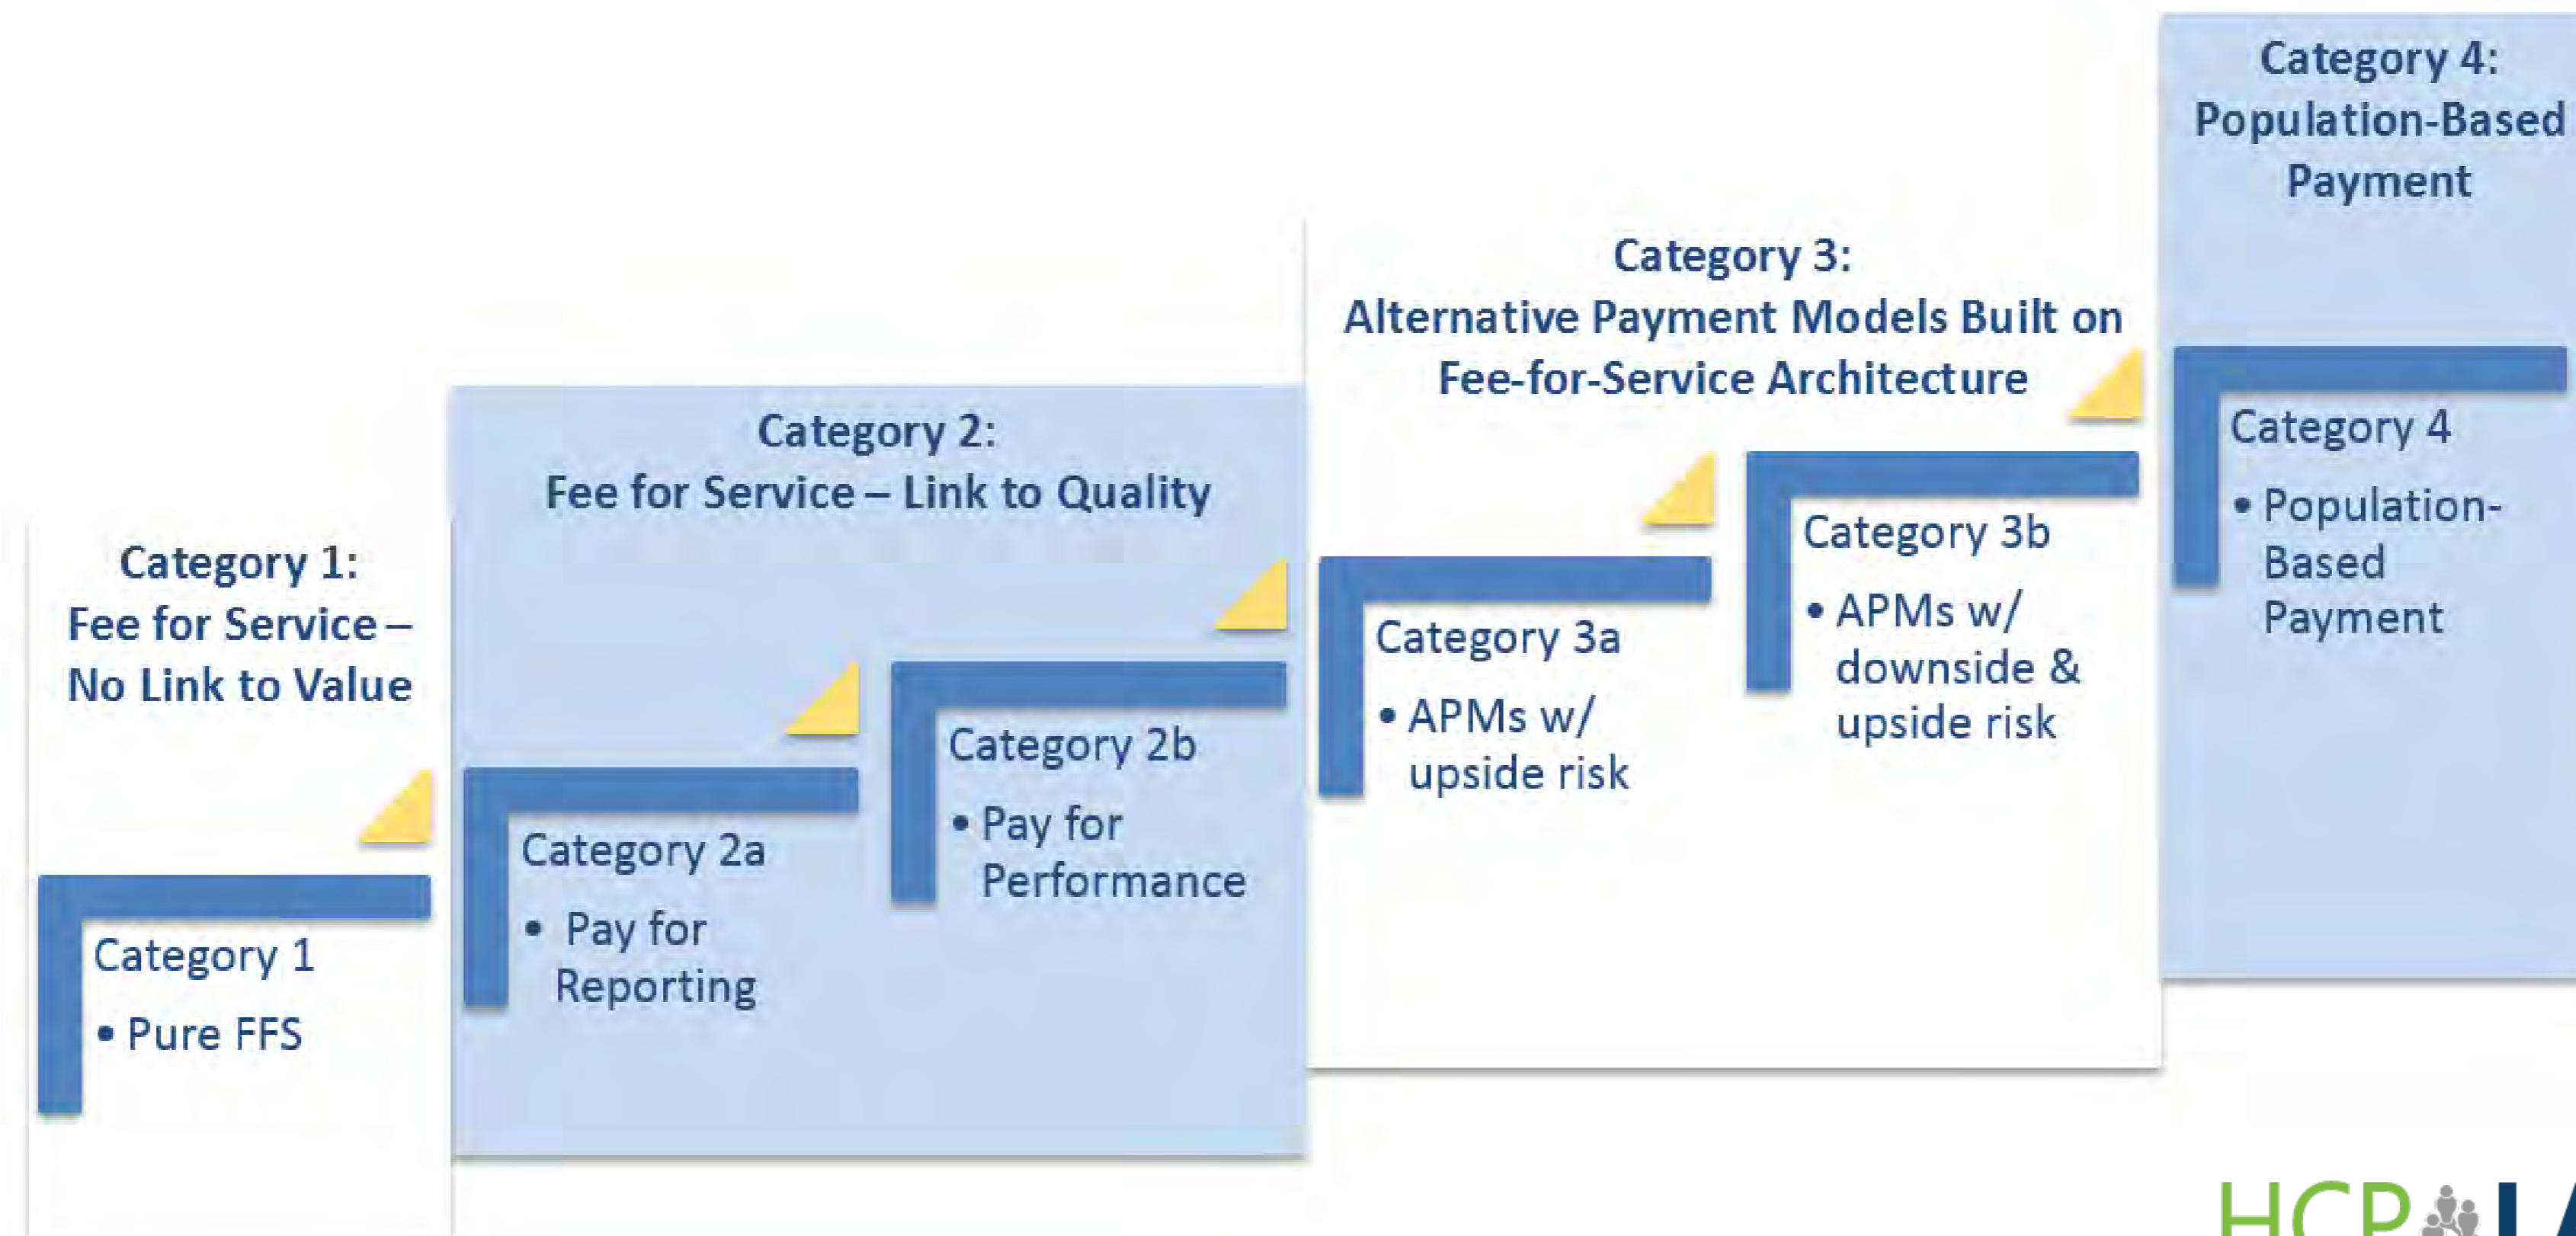 Category 1:
Fee for Service –
No Link to Value
Category 1
• Pure FFS
Category 2:
Fee for Service – Link to Quality
Category 2a
• Pay for
Reporting
Category 2b
• Pay for
Performance
Category 3:
Alternative Payment Models Built on
Fee-for-Service Architecture
Category 3a
• APMs w/
upside risk
Category 3b
• APMs w/
downside &
upside risk
Category 4:
Population-Based
Payment
Category 4
• Population-
Based
Payment
HCP LA